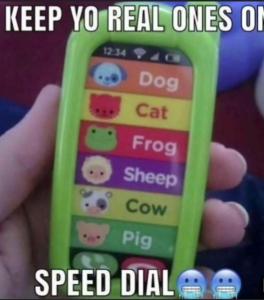 KEEP YO REAL ONES ON
12:34
Dog
Cat
Frog
Sheep
Cow
Pig
SPEED DIAL🥶🥶